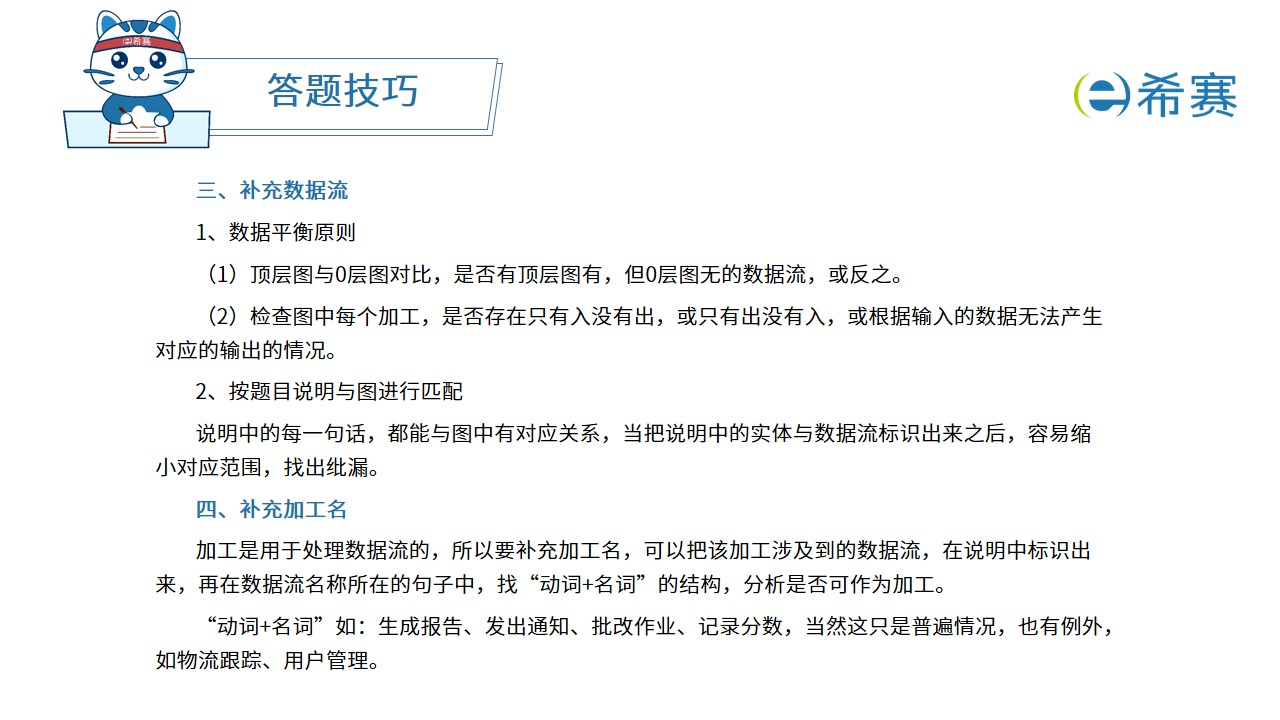 希赛
答题技巧
希赛
三、补充数据流
1、数据平衡原则
（1）顶层图与0层图对比，是否有顶层图有，但0层图无的数据流，或反之。
（2）检查图中每个加工，是否存在只有入没有出，或只有出没有入，或根据输入的数据无法产生
对应的输出的情况。
2、按题目说明与图进行匹配
说明中的每一句话，都能与图中有对应关系，当把说明中的实体与数据流标识出来之后，容易缩
小对应范围，找出纰漏。
四、补充加工名
加工是用于处理数据流的，所以要补充加工名，可以把该加工涉及到的数据流，在说明中标识出
来，再在数据流名称所在的句子中，找“动词+名词”的结构，分析是否可作为加工。
“动词+名词”如：生成报告、发出通知、批改作业、记录分数，当然这只是普遍情况，也有例外，
如物流跟踪、用户管理。